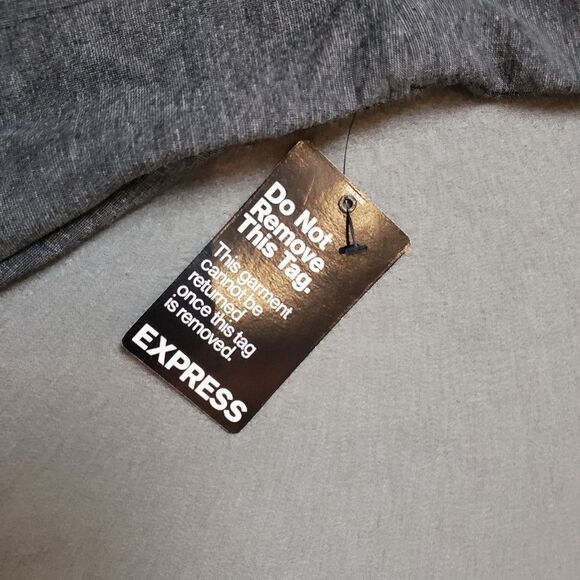 Do Not
Remove
This Tag.
This garment
cannot be
returned
once this tag
is removed.
EXPRESS